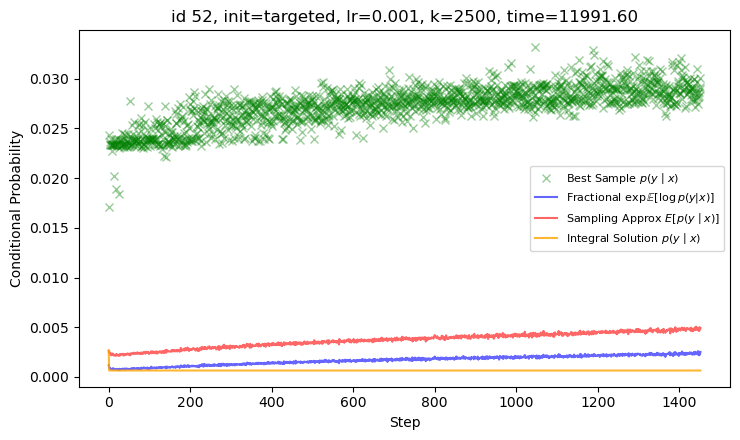 id 52, init=targeted, lr=0.001, k=2500, time=11991.60
Conditional Probability
0.030
0.025
0.020
0.015
0.010
0.005
0.000
Best Sample p(y | x)
Fractional exp𝔼[log p(y|x)]
Sampling Approx E[p(y | x)]
Integral Solution p(y | x)
0 200 400 600 800 1000 1200 1400
Step